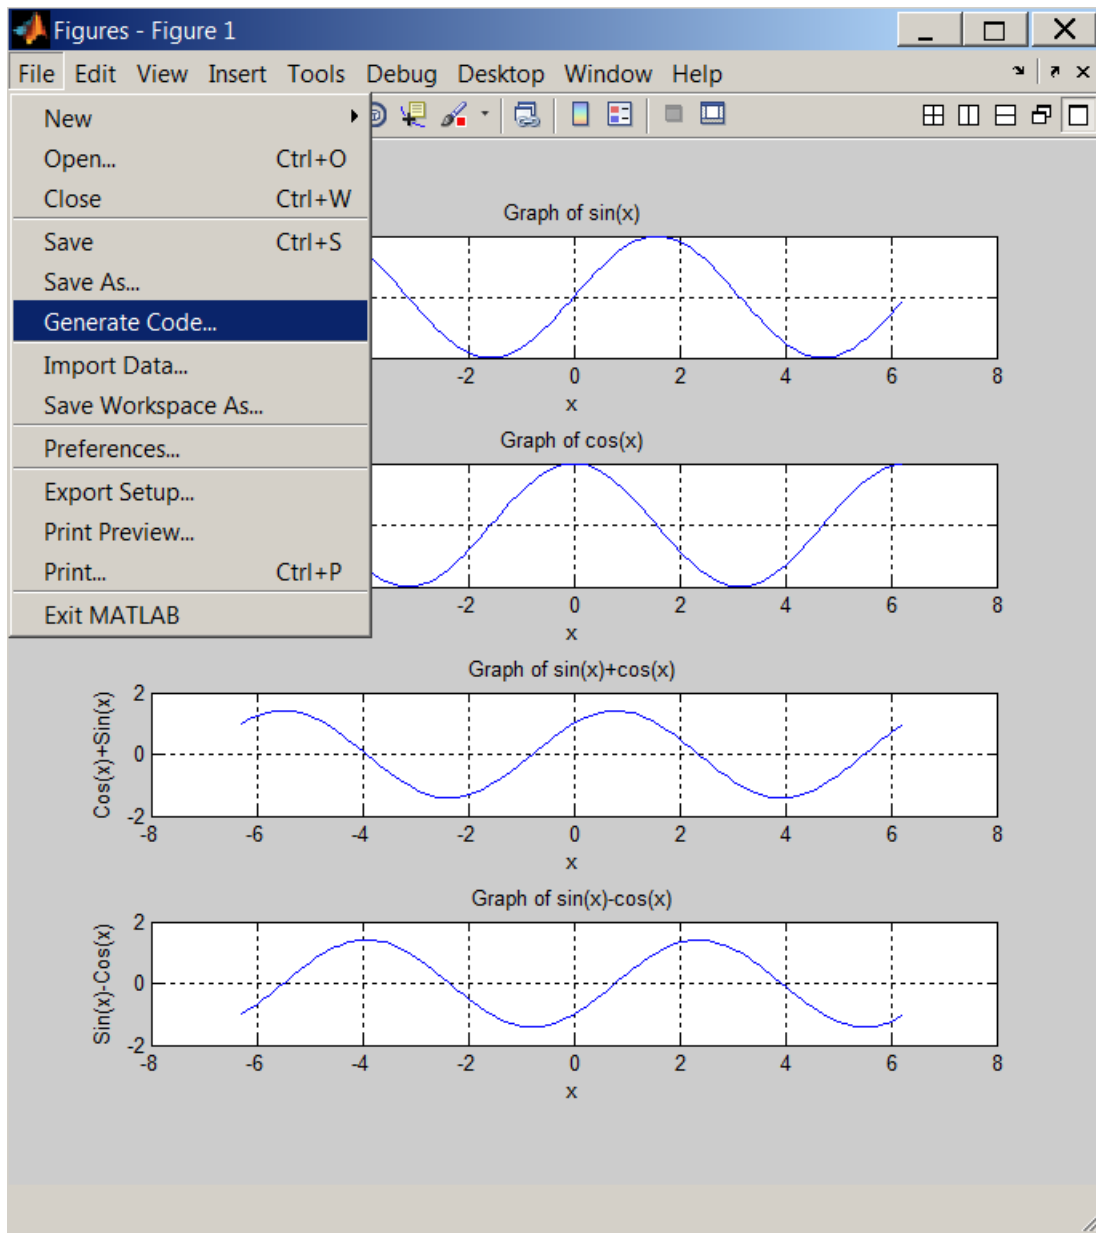 Figures - Figure 1
File Edit View Insert Tools Debug Desktop Window Help
New
Open... Ctrl+O
Close Ctrl+W
Save Ctrl+S
Save As...
Generate Code...
Import Data...
Save Workspace As...
Preferences...
Export Setup...
Print Preview...
Print... Ctrl+P
Exit MATLAB
Graph of sin(x)
-2 0 2 4 6 8
x
Graph of cos(x)
-2 0 2 4 6 8
x
Graph of sin(x)+cos(x)
Cos(x)+Sin(x)
2
0
-2
-8 -6 -4 -2 0 2 4 6 8
x
Graph of sin(x)-cos(x)
Sin(x)-Cos(x)
2
0
-2
-8 -6 -4 -2 0 2 4 6 8
x